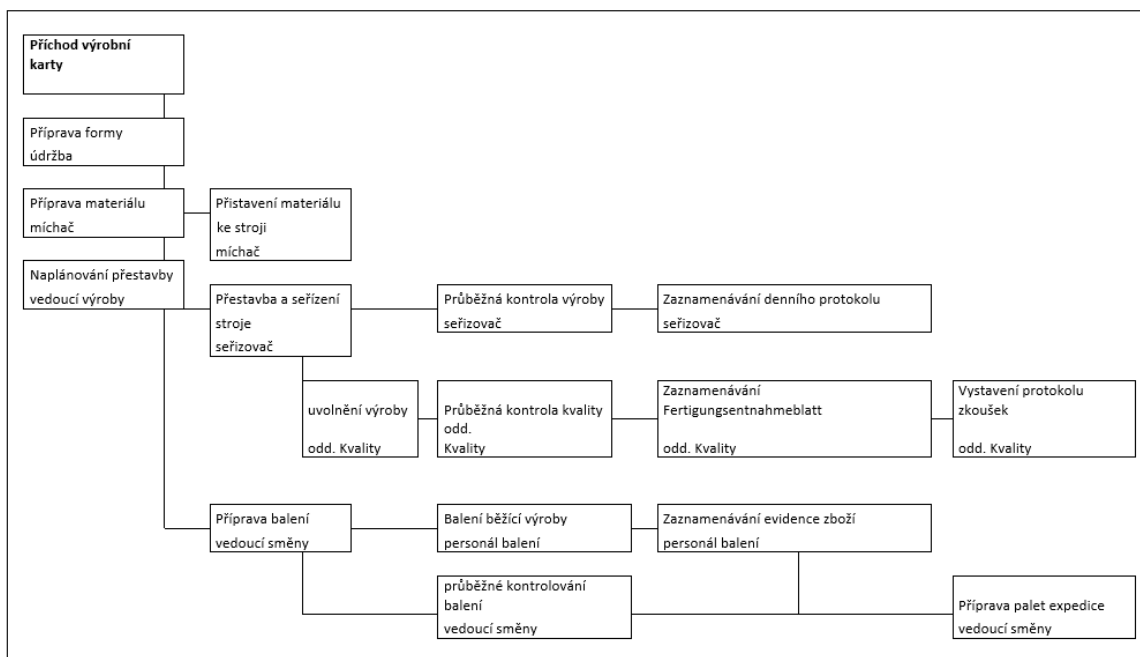 Příchod výrobní
karty
Příprava formy
údržba
Příprava materiálu
míchač
Přistavení materiálu
ke stroji
míchač
Naplánování přestavby
vedoucí výroby
Přestavba a seřízení
stroje
seřizovač
Průběžná kontrola výroby
seřizovač
Zaznamenávání denního protokolu
seřizovač
uvolnění výroby
odd. Kvality
Průběžná kontrola kvality
odd.
Kvality
Zaznamenávání
Fertigungsentnahmeblatt
odd. Kvality
Vystavení protokolu
zkoušek
odd. Kvality
Příprava balení
vedoucí směny
Balení běžící výroby
personál balení
Zaznamenávání evidence zboží
personál balení
průběžné kontrolování
balení
vedoucí směny
Příprava palet expedice
vedoucí směny